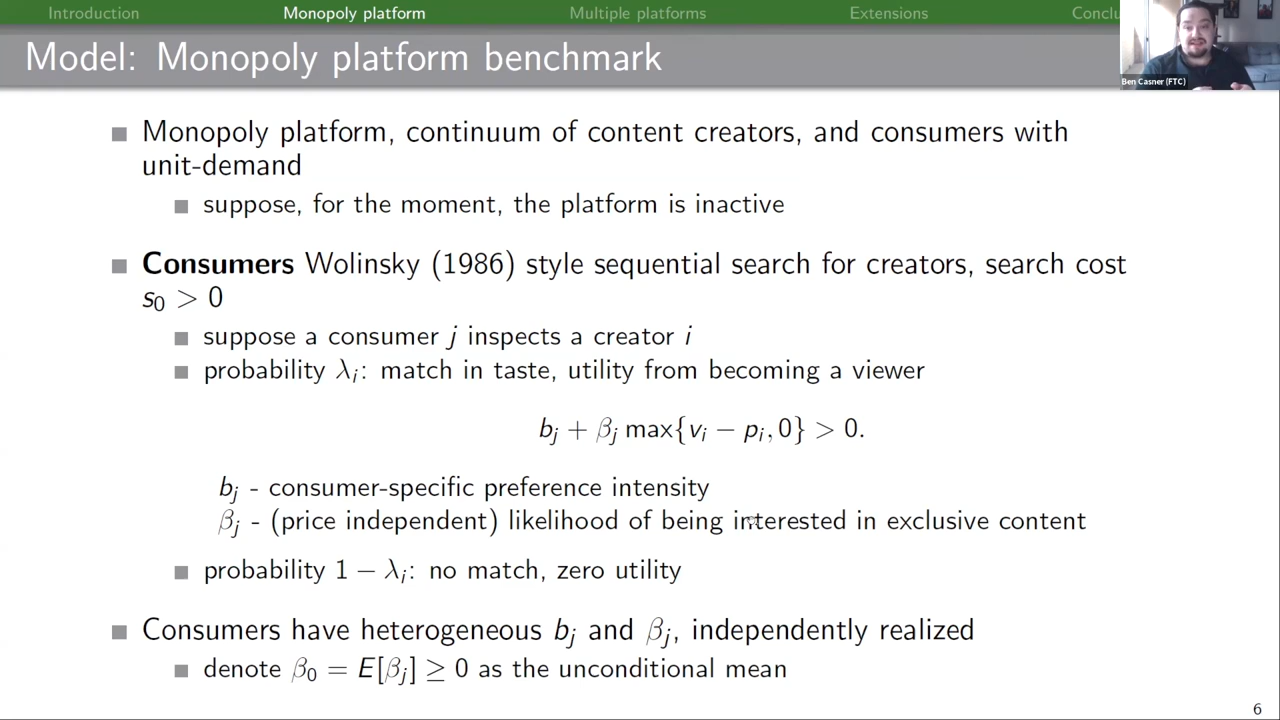 Introduction Monopoly platform Multiple platforms Extensions Conclu
Model: Monopoly platform benchmark
Ben Casner (FTC)
■ Monopoly platform, continuum of content creators, and consumers with
unit-demand
■ suppose, for the moment, the platform is inactive
■ Consumers Wolinsky (1986) style sequential search for creators, search cost
s₀ > 0
■ suppose a consumer j inspects a creator i
■ probability λᵢ: match in taste, utility from becoming a viewer
bⱼ + βⱼ max{vᵢ − pᵢ, 0} > 0.
bⱼ - consumer-specific preference intensity
βⱼ - (price independent) likelihood of being interested in exclusive content
■ probability 1 − λᵢ: no match, zero utility
■ Consumers have heterogeneous bⱼ and βⱼ, independently realized
■ denote β₀ = E[βⱼ] ≥ 0 as the unconditional mean
6